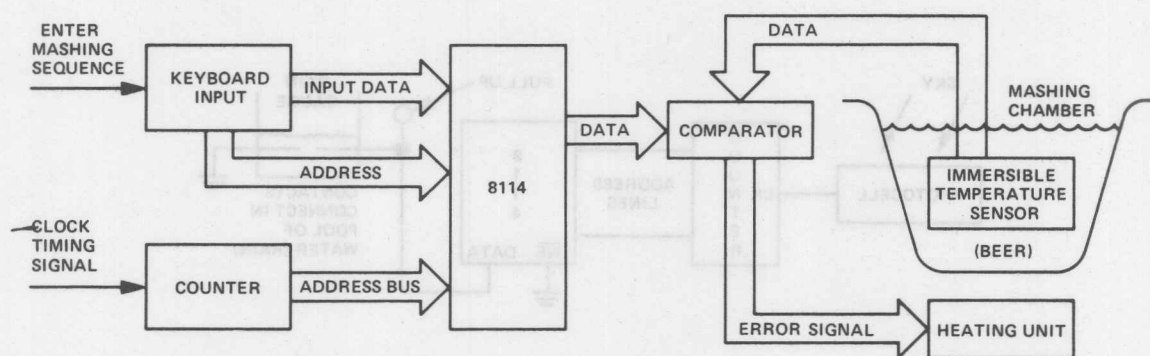 ENTER
MASHING
SEQUENCE
KEYBOARD
INPUT
INPUT DATA
ADDRESS
CLOCK
TIMING
SIGNAL
COUNTER
ADDRESS BUS
8114
DATA
COMPARATOR
DATA
MASHING
CHAMBER
IMMERSIBLE
TEMPERATURE
SENSOR
(BEER)
ERROR SIGNAL
HEATING UNIT